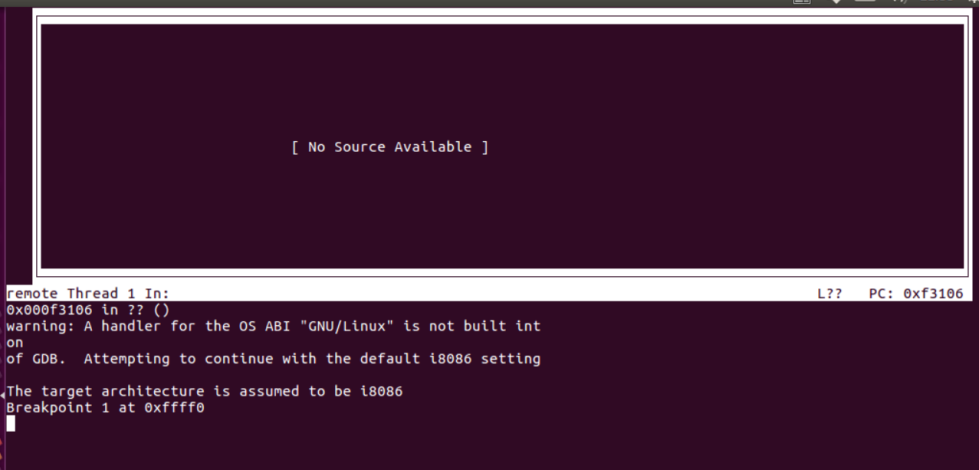 [ No Source Available ]
remote Thread 1 In: L?? PC: 0xf3106
0x000f3106 in ?? ()
warning: A handler for the OS ABI "GNU/Linux" is not built int
on
of GDB.  Attempting to continue with the default i8086 setting
The target architecture is assumed to be i8086
Breakpoint 1 at 0xffff0